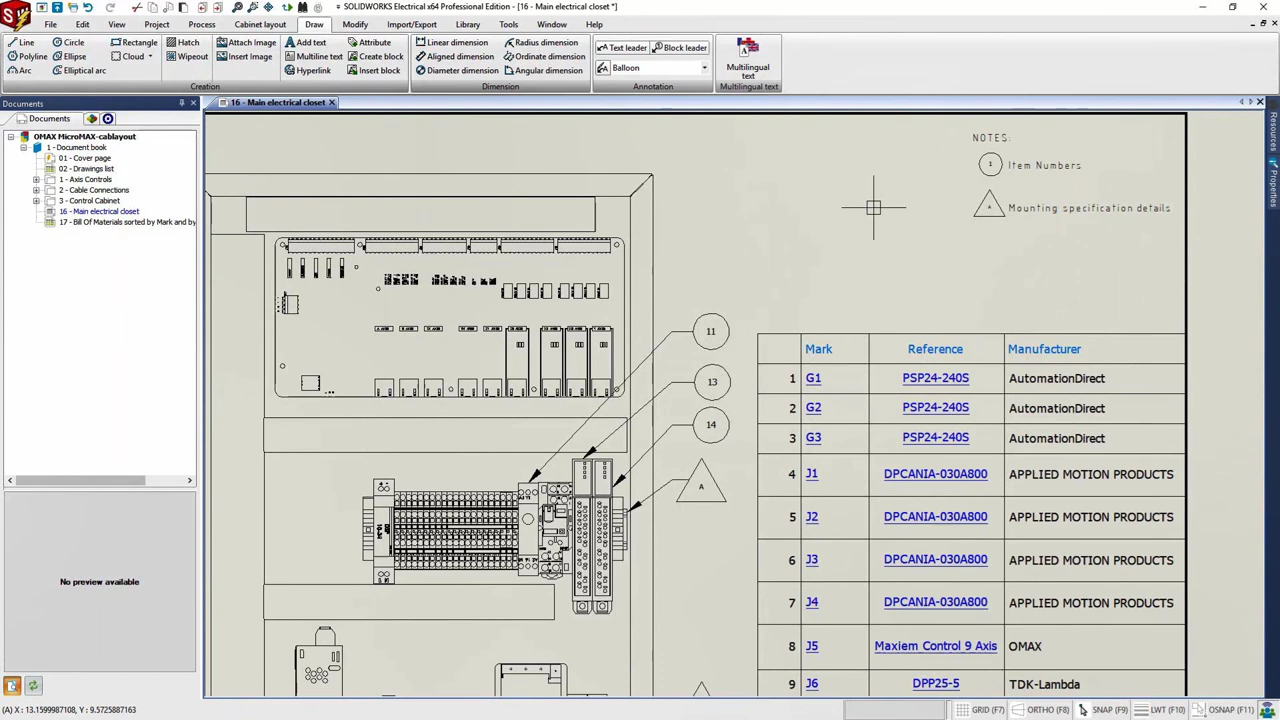 SOLIDWORKS Electrical x64 Professional Edition - [16 - Main electrical closet *]
File Edit View Project Process Cabinet layout Draw Modify Import/Export Library Tools Window Help
Line Circle Rectangle Hatch Attach Image Add text Attribute Linear dimension Radius dimension Text leader Block leader
Polyline Ellipse Cloud Wipeout Insert Image Multiline text Create block Aligned dimension Ordinate dimension Balloon Multilingual text
Arc Elliptical arc Hyperlink Insert block Diameter dimension Angular dimension
Creation Dimension Annotation Multilingual text
Documents
16 - Main electrical closet
Documents
OMAX MicroMAX-cablayout
1 - Document book
01 - Cover page
02 - Drawings list
1 - Axis Controls
2 - Cable Connections
3 - Control Cabinet
16 - Main electrical closet
17 - Bill Of Materials sorted by Mark and by
No preview available
Resources
Properties
NOTES:
1 Item Numbers
A Mounting specification details
11
13
14
A
Mark Reference Manufacturer
1 G1 PSP24-240S AutomationDirect
2 G2 PSP24-240S AutomationDirect
3 G3 PSP24-240S AutomationDirect
4 J1 DPCANIA-030A800 APPLIED MOTION PRODUCTS
5 J2 DPCANIA-030A800 APPLIED MOTION PRODUCTS
6 J3 DPCANIA-030A800 APPLIED MOTION PRODUCTS
7 J4 DPCANIA-030A800 APPLIED MOTION PRODUCTS
8 J5 Maxiem Control 9 Axis OMAX
9 J6 DPP25-5 TDK-Lambda
(A) X : 13.1599987108, Y : 9.5725887163
GRID (F7) ORTHO (F8) SNAP (F9) LWT (F10) OSNAP (F11)